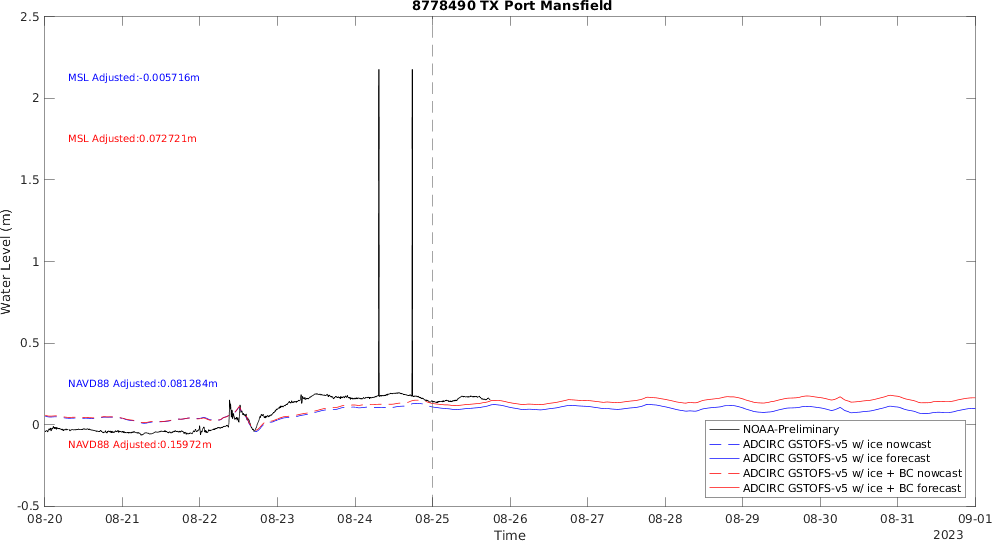 8778490 TX Port Mansfield
2.5
2
1.5
1
0.5
0
-0.5
Water Level (m)
MSL Adjusted:-0.005716m
MSL Adjusted:0.072721m
NAVD88 Adjusted:0.081284m
NAVD88 Adjusted:0.15972m
NOAA-Preliminary
ADCIRC GSTOFS-v5 w/ ice nowcast
ADCIRC GSTOFS-v5 w/ ice forecast
ADCIRC GSTOFS-v5 w/ ice + BC nowcast
ADCIRC GSTOFS-v5 w/ ice + BC forecast
08-20 08-21 08-22 08-23 08-24 08-25 08-26 08-27 08-28 08-29 08-30 08-31 09-01
Time
2023